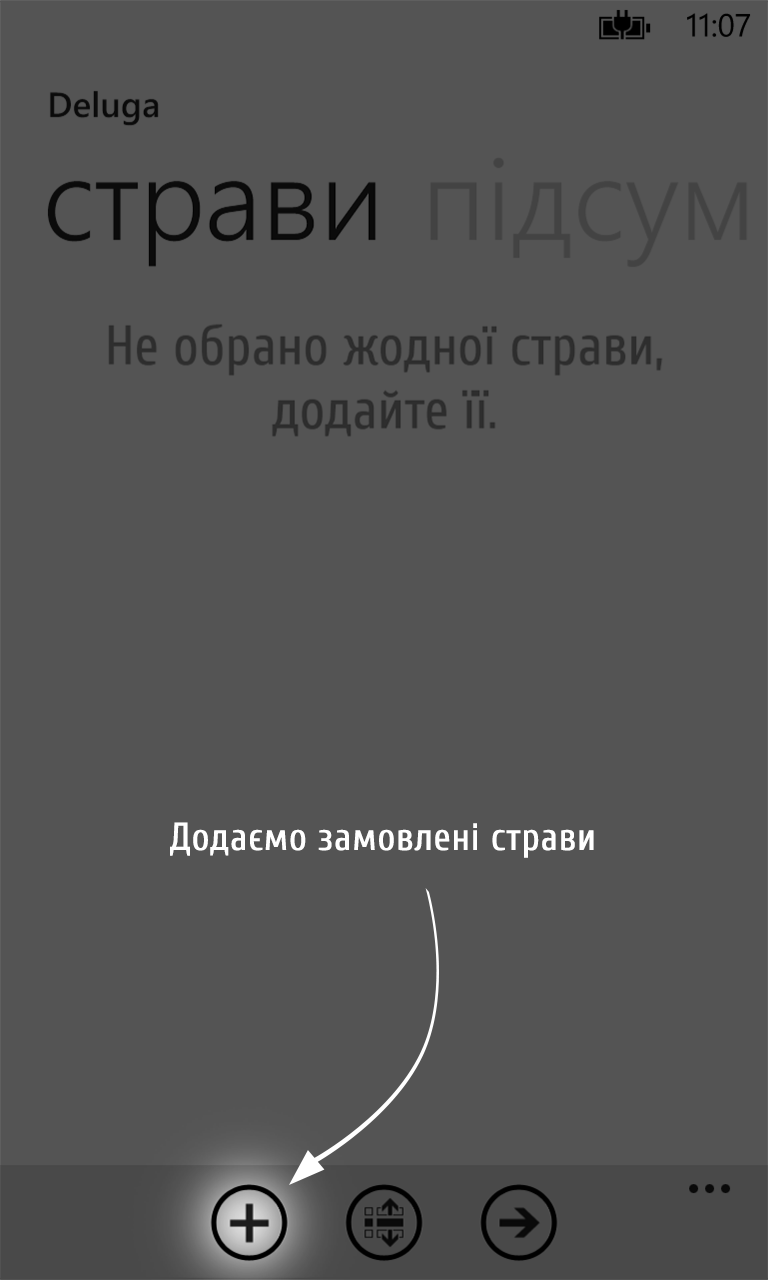 11:07
Deluga
страви підсум
Не обрано жодної страви,
додайте її.
Додаємо замовлені страви